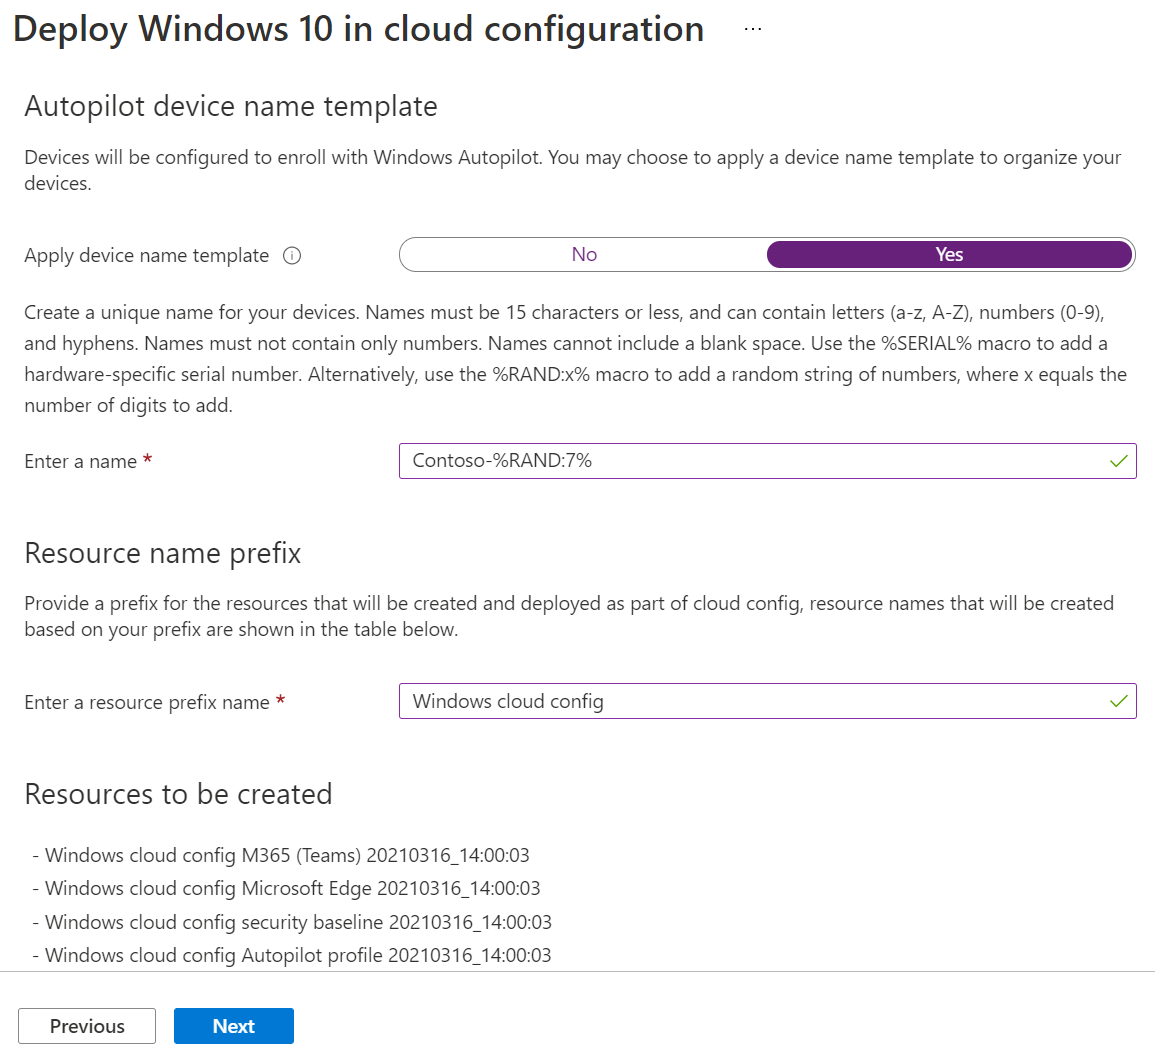 Deploy Windows 10 in cloud configuration ...
Autopilot device name template
Devices will be configured to enroll with Windows Autopilot. You may choose to apply a device name template to organize your
devices.
Apply device name template
No
Yes
Create a unique name for your devices. Names must be 15 characters or less, and can contain letters (a-z, A-Z), numbers (0-9),
and hyphens. Names must not contain only numbers. Names cannot include a blank space. Use the %SERIAL% macro to add a
hardware-specific serial number. Alternatively, use the %RAND:x% macro to add a random string of numbers, where x equals the
number of digits to add.
Enter a name *
Contoso-%RAND:7%
Resource name prefix
Provide a prefix for the resources that will be created and deployed as part of cloud config, resource names that will be created
based on your prefix are shown in the table below.
Enter a resource prefix name *
Windows cloud config
Resources to be created
- Windows cloud config M365 (Teams) 20210316_14:00:03
- Windows cloud config Microsoft Edge 20210316_14:00:03
- Windows cloud config security baseline 20210316_14:00:03
- Windows cloud config Autopilot profile 20210316_14:00:03
Previous
Next